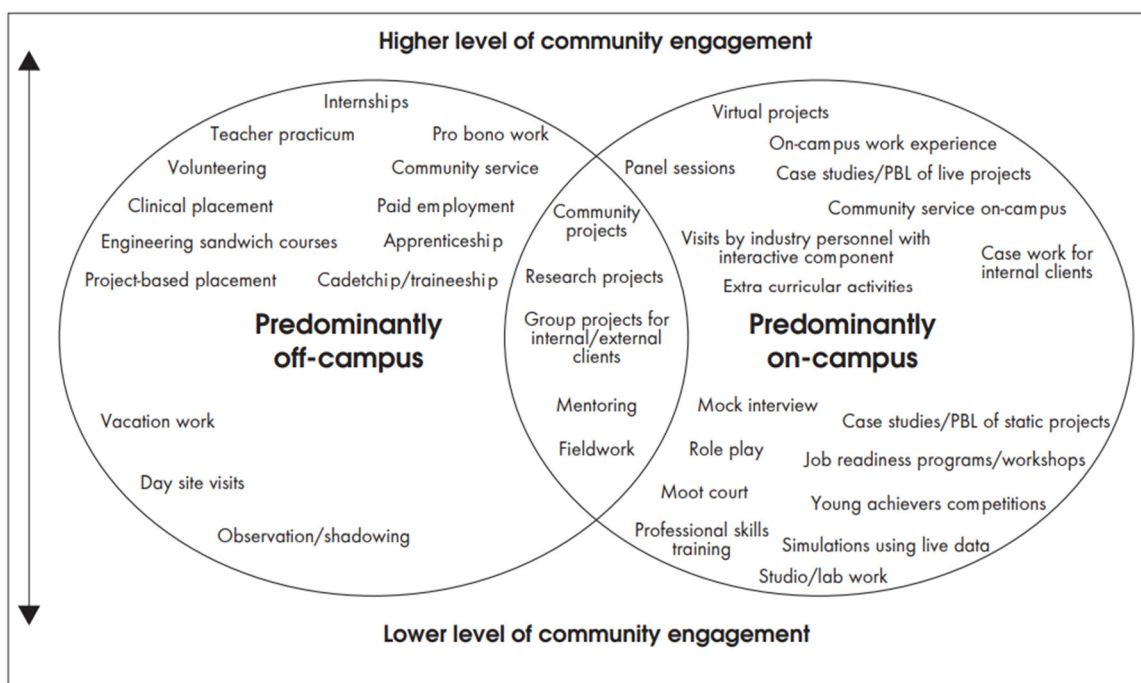 Higher level of community engagement
Internships
Teacher practicum
Pro bono work
Volunteering
Community service
Clinical placement
Paid employment
Engineering sandwich courses
Apprenticeship
Project-based placement
Cadetchip/traineeship
Predominantly
off-campus
Vacation work
Day site visits
Observation/shadowing
Community
projects
Research projects
Group projects for
internal/external
clients
Mentoring
Fieldwork
Virtual projects
On-campus work experience
Panel sessions
Case studies/PBL of live projects
Community service on-campus
Visits by industry personnel with
interactive component
Case work for
internal clients
Extra curricular activities
Predominantly
on-campus
Mock interview
Case studies/PBL of static projects
Role play
Job readiness programs/workshops
Moot court
Young achievers competitions
Professional skills
training
Simulations using live data
Studio/lab work
Lower level of community engagement